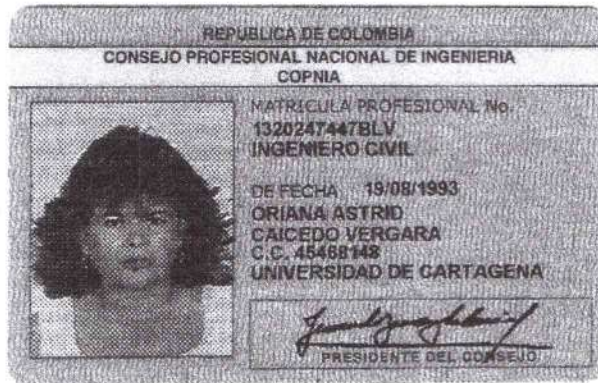 REPUBLICA DE COLOMBIA
CONSEJO PROFESIONAL NACIONAL DE INGENIERIA
COPNIA
MATRICULA PROFESIONAL No.
1320247447BLV
INGENIERO CIVIL
DE FECHA 19/08/1993
ORIANA ASTRID
CAICEDO VERGARA
C.C. 45468148
UNIVERSIDAD DE CARTAGENA
PRESIDENTE DEL CONSEJO